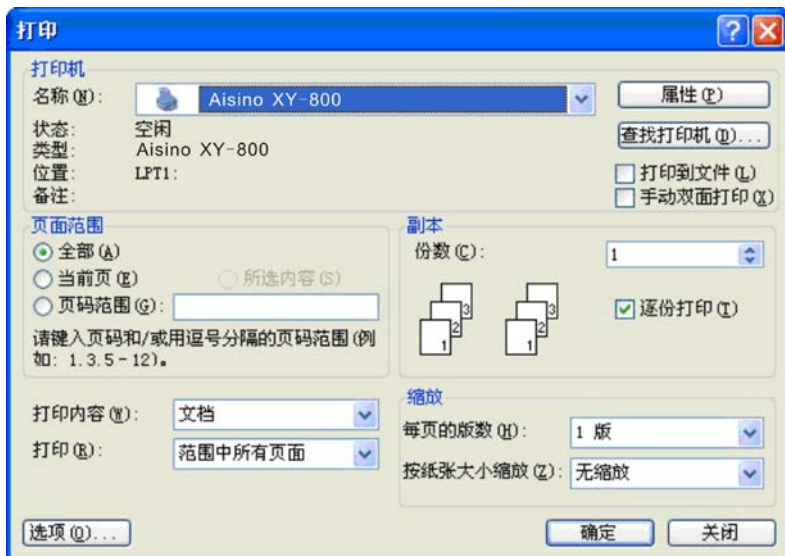 打印
打印机
名称(N): Aisino XY-800 属性(P)
状态: 空闲 查找打印机(D)...
类型: Aisino XY-800
位置: LPT1: 打印到文件(L)
备注: 手动双面打印(X)
页面范围
全部(A)
当前页(E) 所选内容(S)
页码范围(G):
请键入页码和/或用逗号分隔的页码范围(例
如: 1.3.5-12)。
副本
份数(C): 1
1 2 3 1 2 3 逐份打印(T)
打印内容(W): 文档
打印(R): 范围中所有页面
缩放
每页的版数(H): 1 版
按纸张大小缩放(Z): 无缩放
选项(O)... 确定 关闭